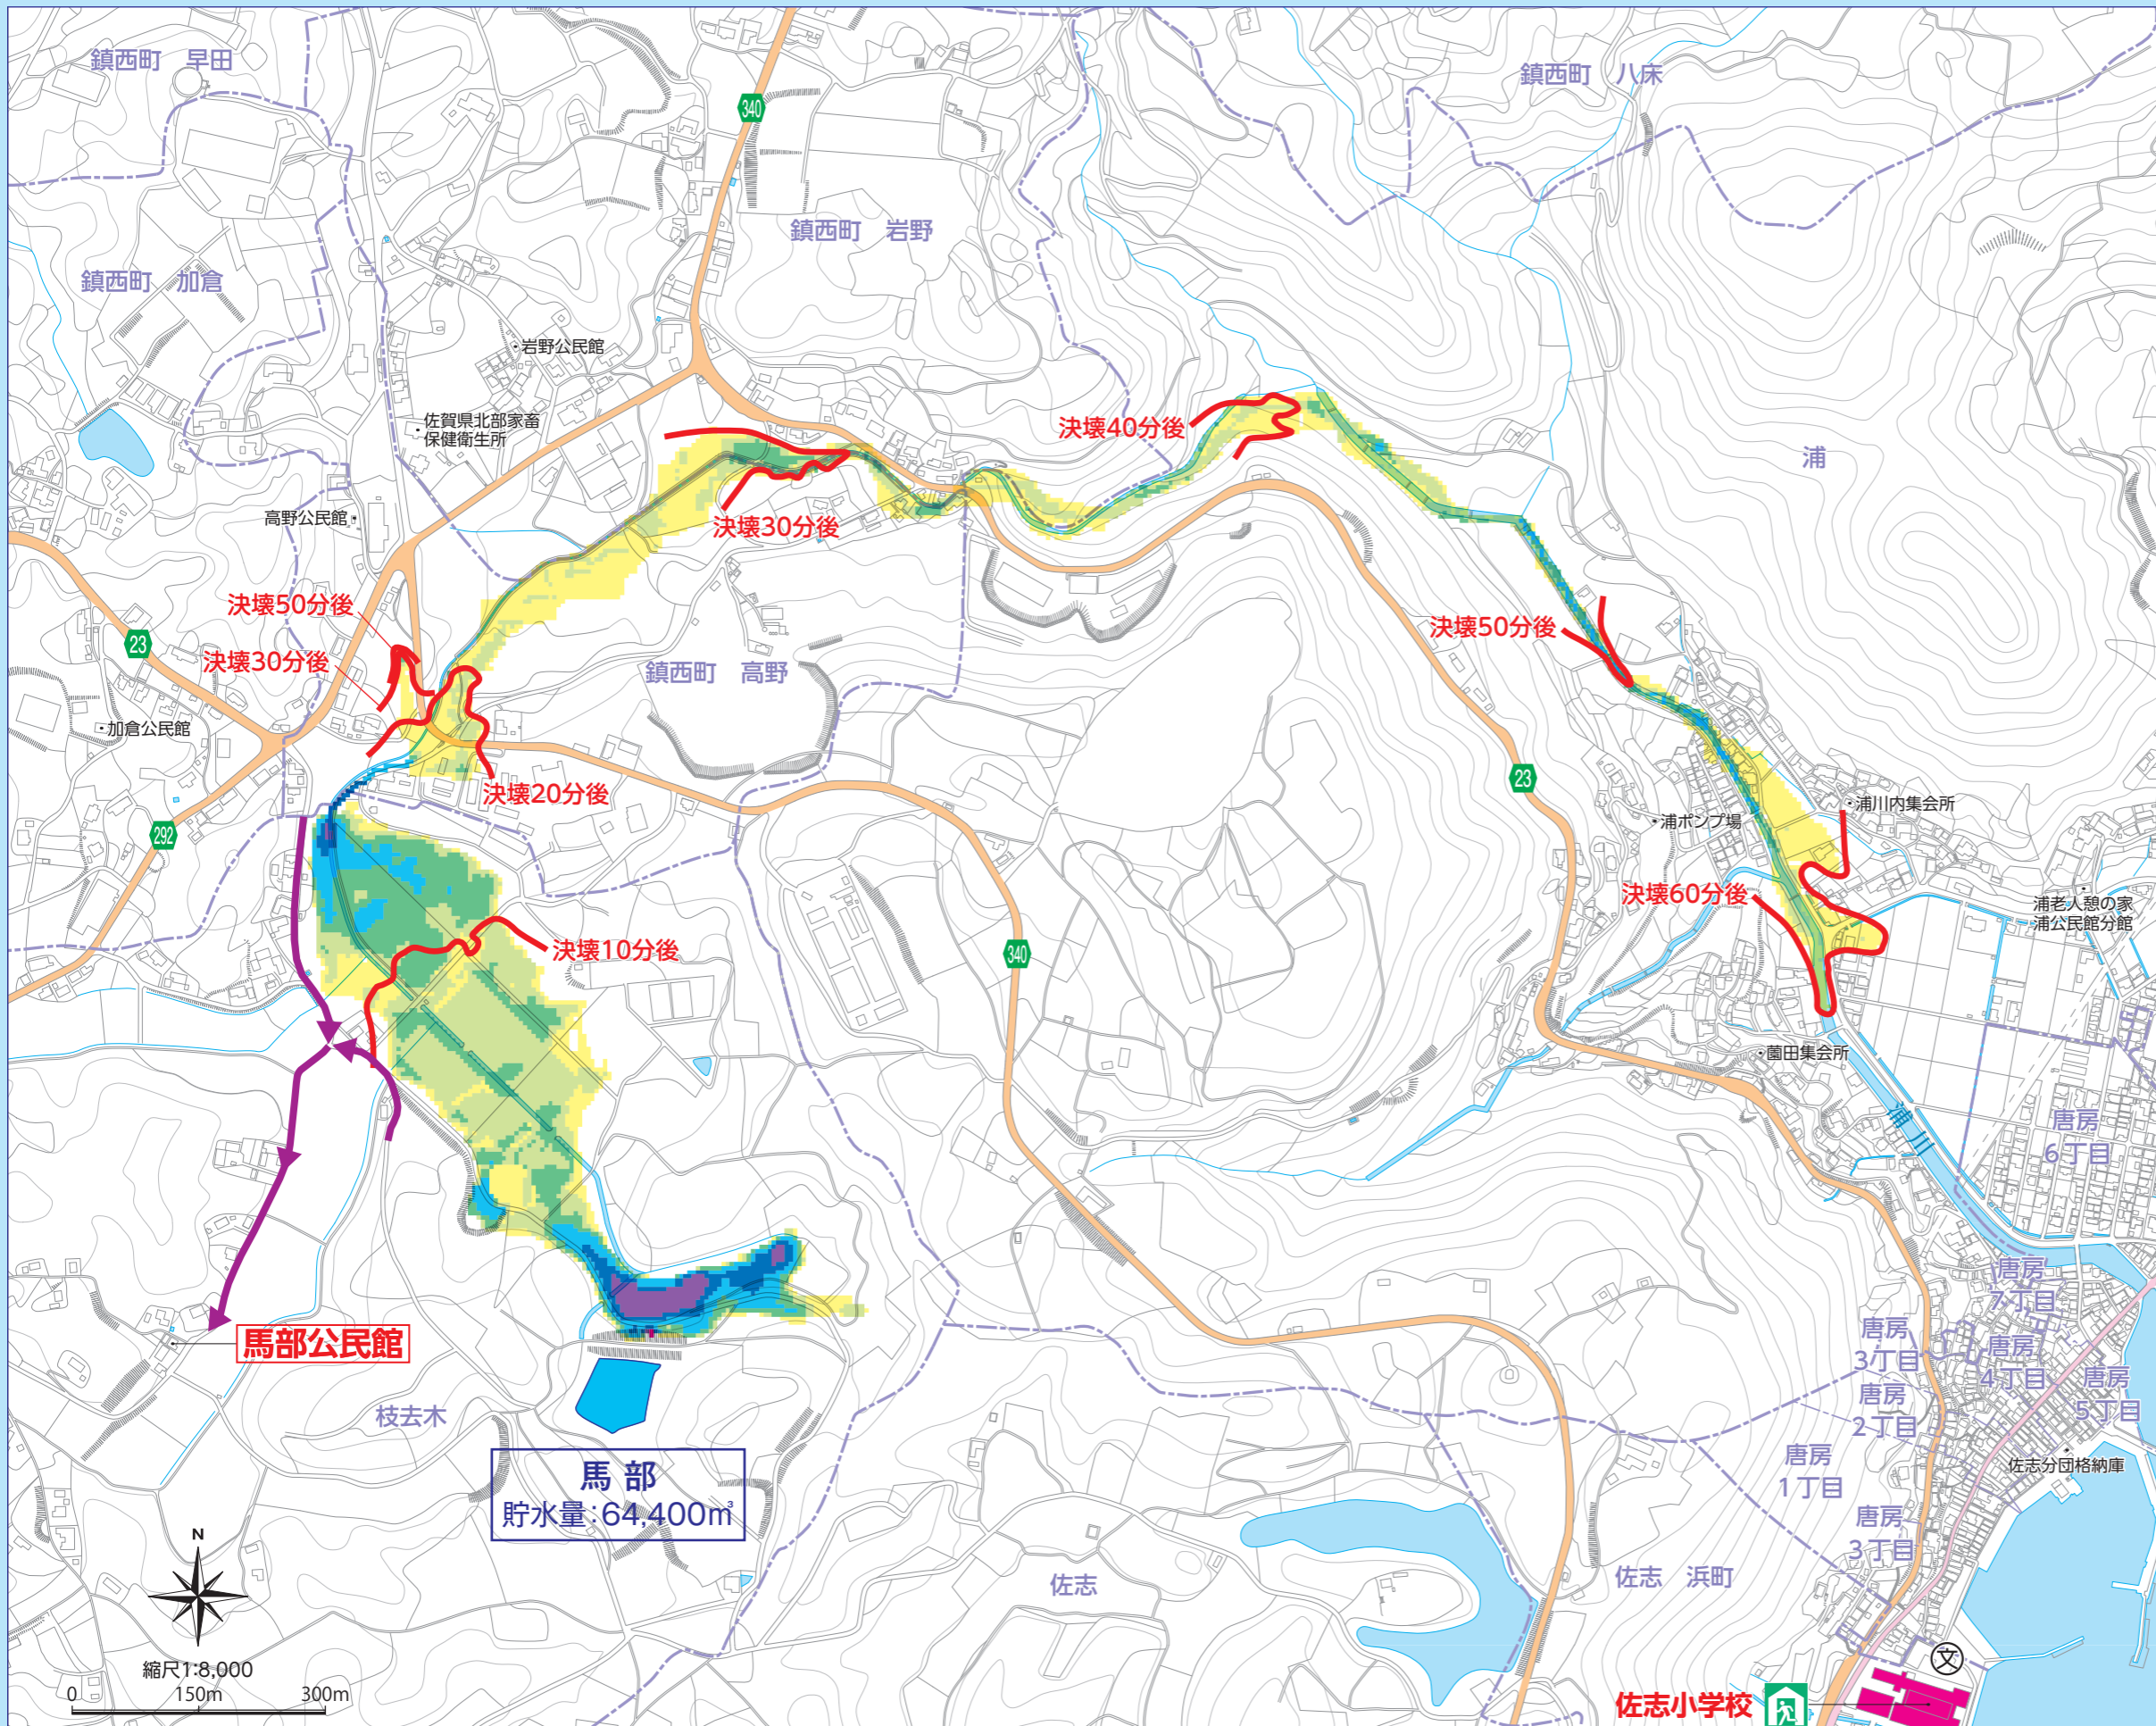 鎮西町 早田
鎮西町 八床
340
鎮西町 岩野
鎮西町 加倉
岩野公民館
佐賀県北部家畜
保健衛生所
決壊40分後
浦
高野公民館
決壊30分後
決壊50分後
決壊50分後
23
決壊30分後
鎮西町 高野
加倉公民館
23
決壊20分後
浦川内集会所
浦ポンプ場
292
決壊60分後
浦老人憩の家
浦公民館分館
決壊10分後
340
薗田集会所
浦川
唐房
6丁目
唐房
7丁目
馬部公民館
唐房
3丁目
唐房
4丁目
唐房
5丁目
唐房
2丁目
枝去木
唐房
1丁目
佐志分団格納庫
馬部
貯水量:64,400㎥
唐房
3丁目
N
佐志
佐志 浜町
文
縮尺1:8,000
0 150m 300m
佐志小学校